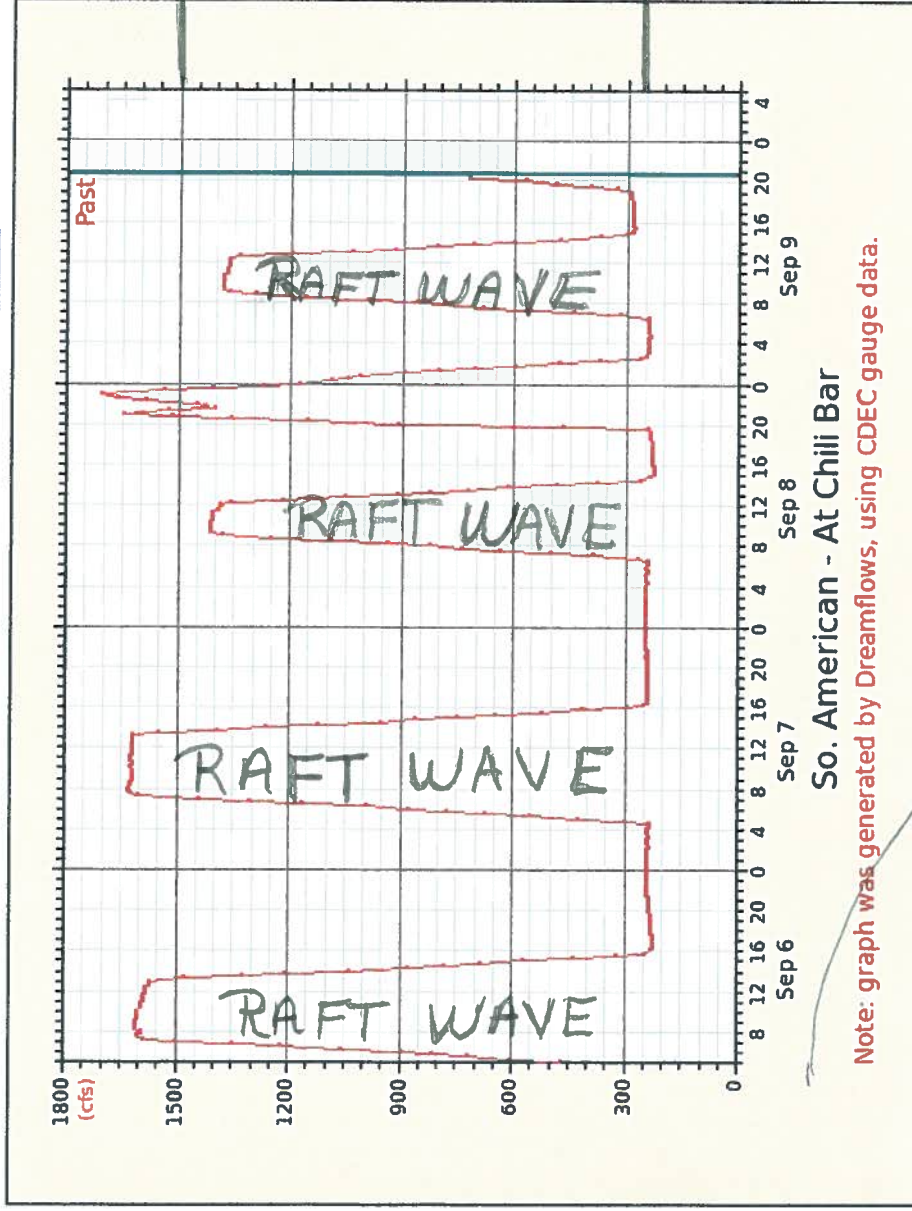 1800
(cfs)
1500
1200
900
600
300
0
Past
RAFT WAVE
RAFT WAVE
RAFT WAVE
RAFT WAVE
8 12 16 20 0 4 8 12 16 20 0 4 8 12 16 20 0 4 8 12 16 20 0 4
Sep 6 Sep 7 Sep 8 Sep 9
So. American - At Chili Bar
Note: graph was generated by Dreamflows, using CDEC gauge data.